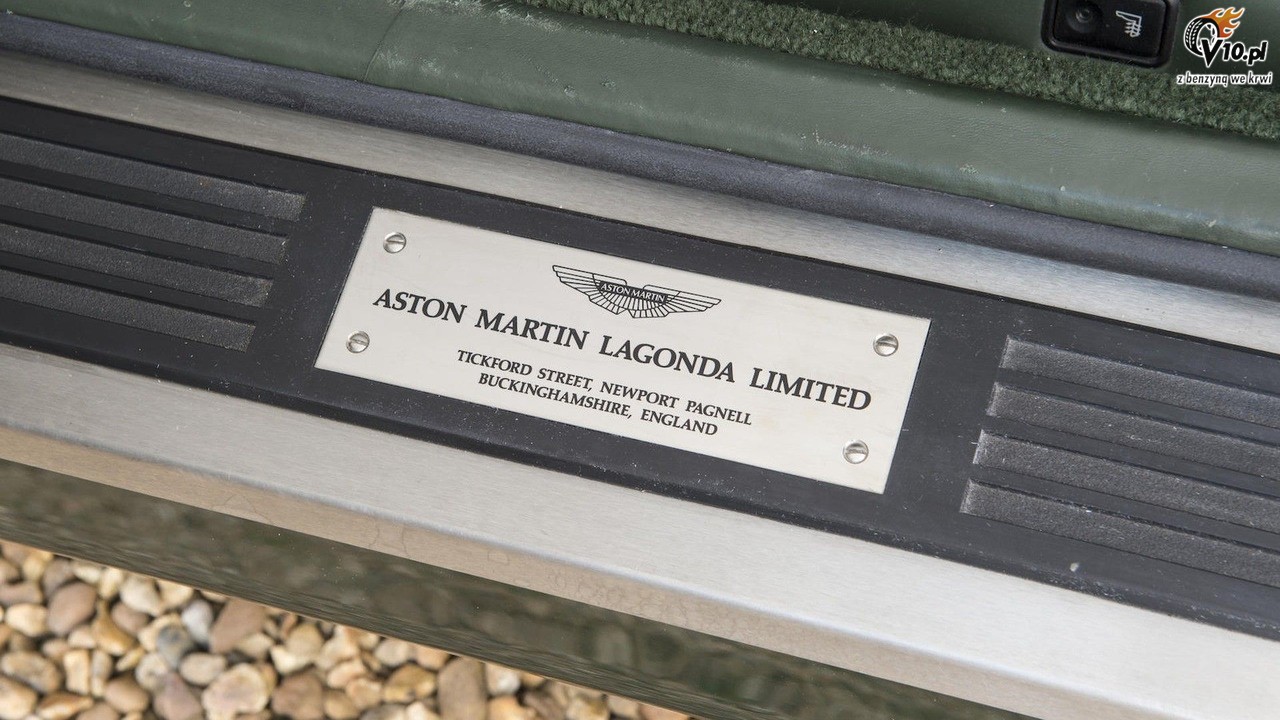 V10.pl
z benzyną we krwi
ASTON MARTIN
ASTON MARTIN LAGONDA LIMITED
TICKFORD STREET, NEWPORT PAGNELL
BUCKINGHAMSHIRE, ENGLAND